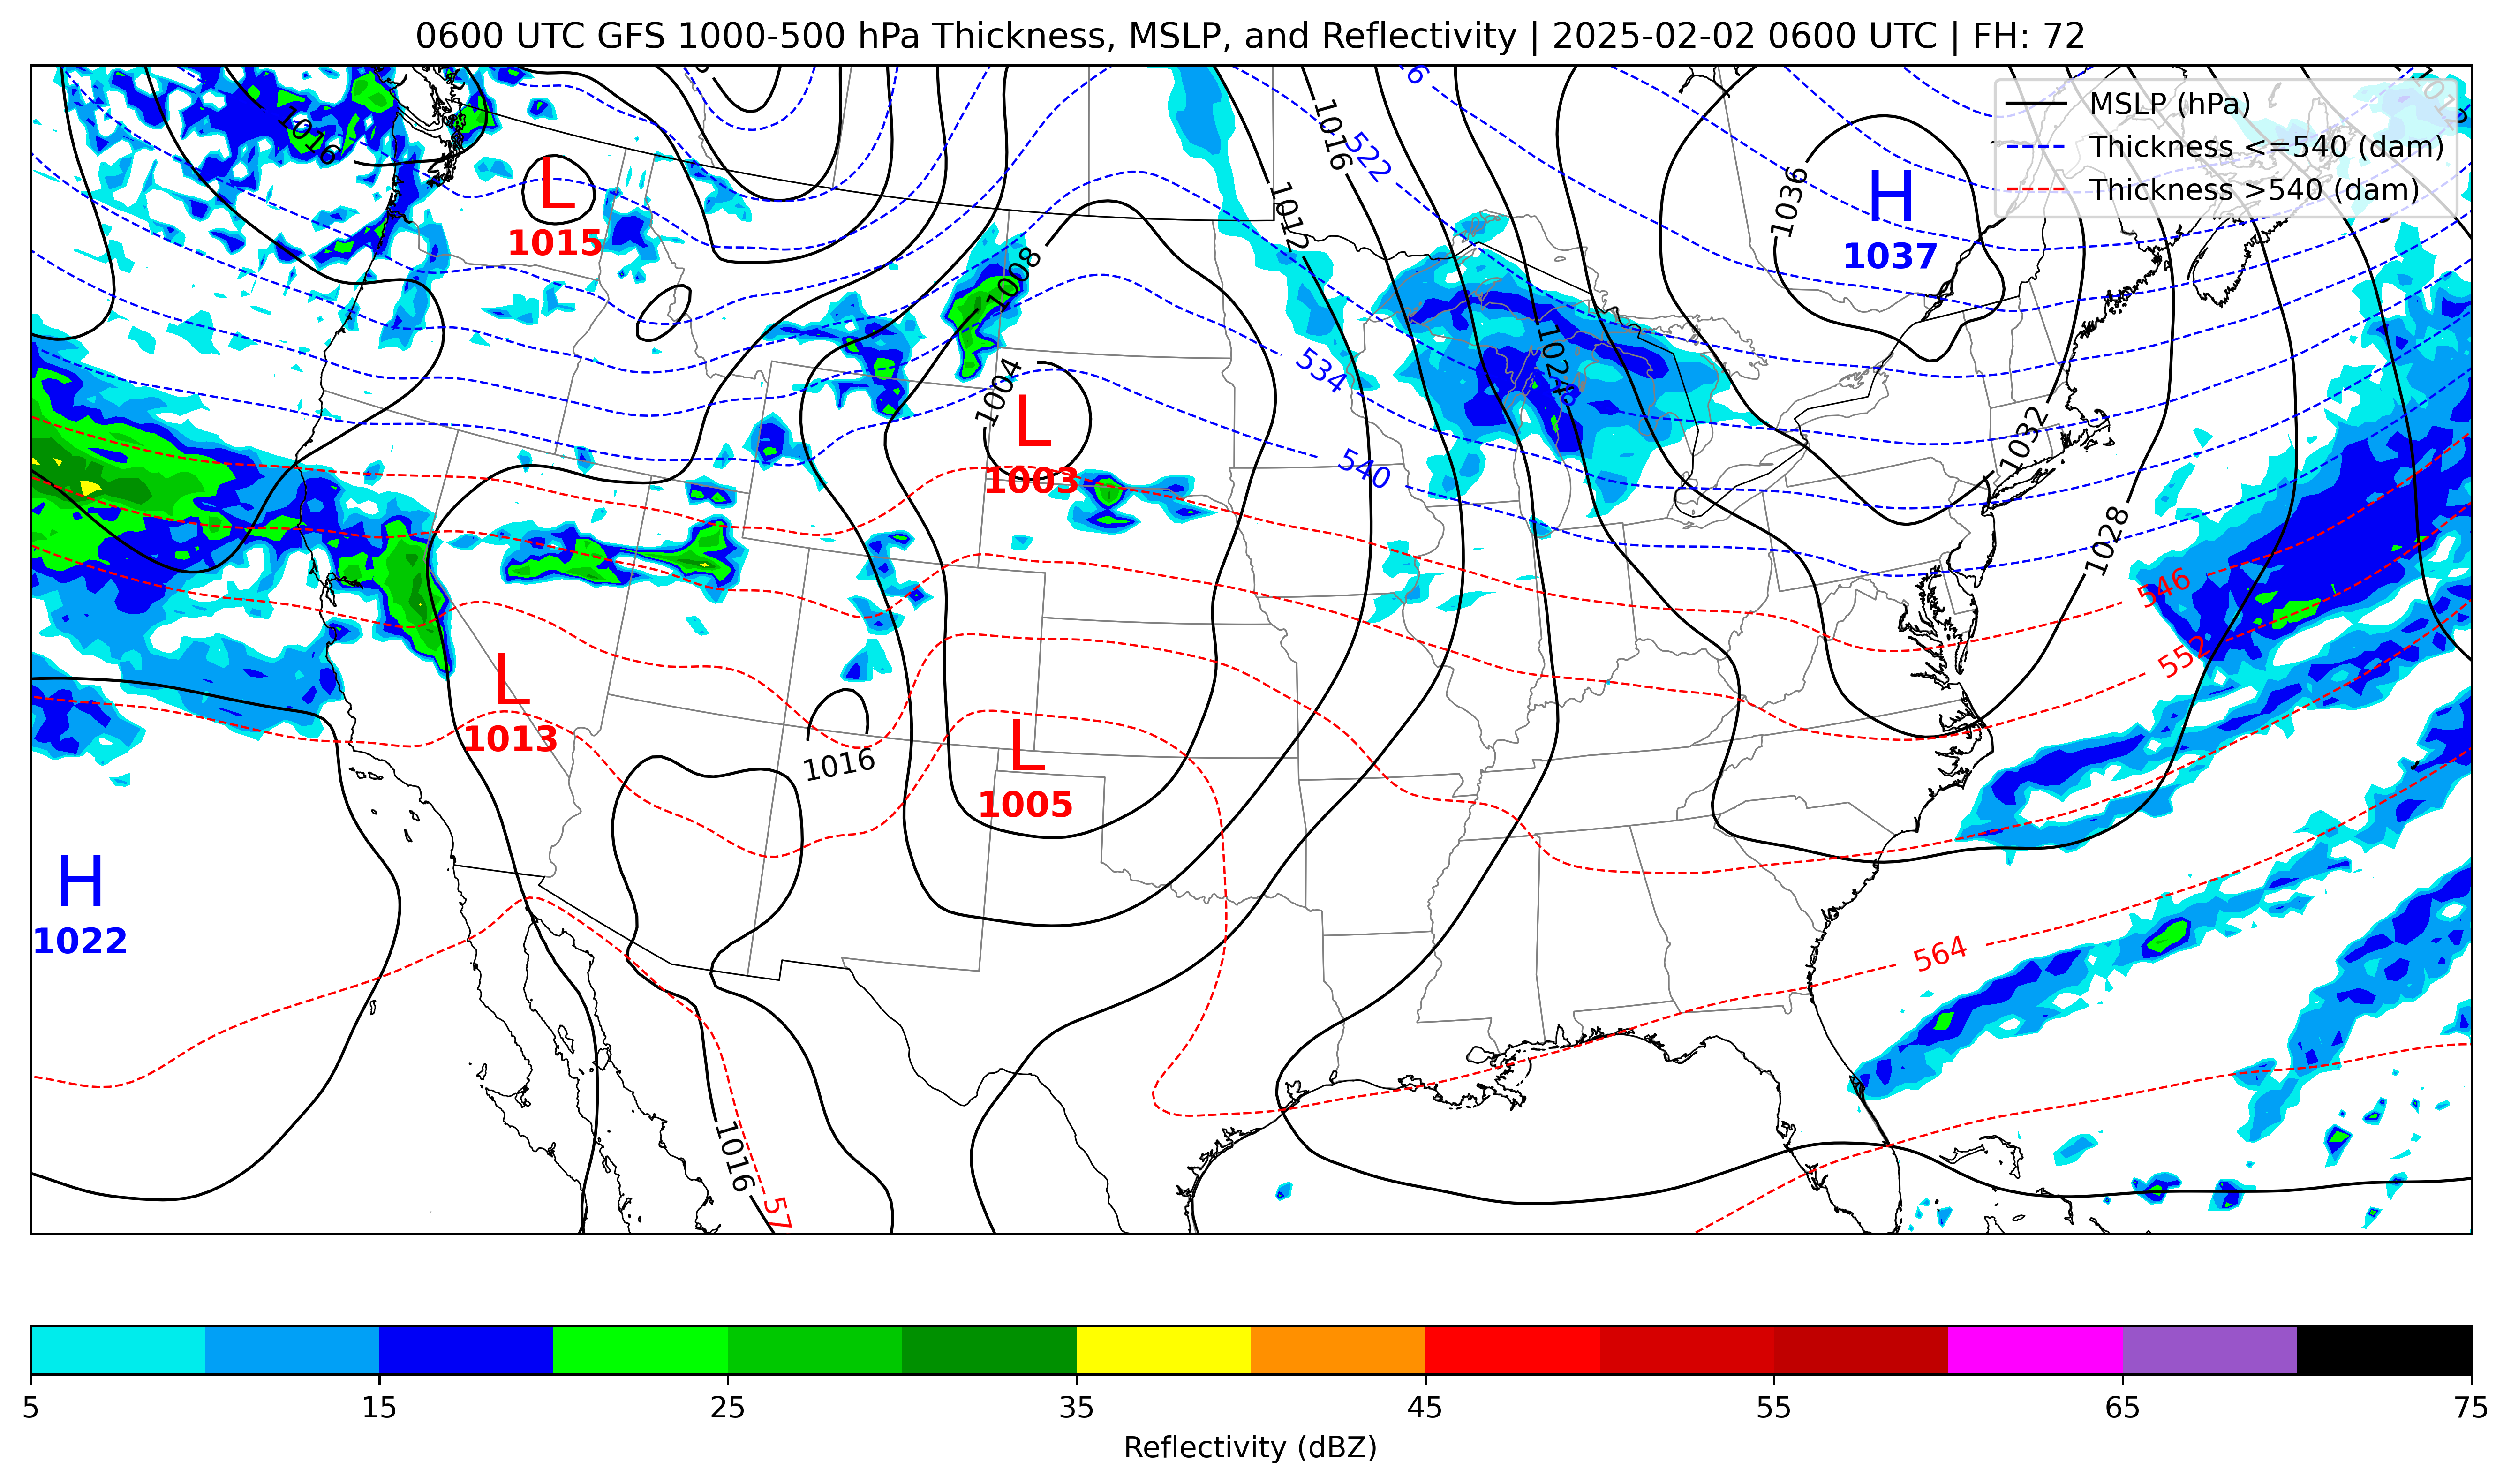 0600 UTC GFS 1000-500 hPa Thickness, MSLP, and Reflectivity | 2025-02-02 0600 UTC | FH: 72
MSLP (hPa)
Thickness <=540 (dam)
Thickness >540 (dam)
1016
1016
522
1012
1036
H
1037
L
1015
1008
534
1024
1004
L
1003
540
1032
1028
546
552
L
1013
1016
L
1005
H
1022
564
1016
57
5 15 25 35 45 55 65 75
Reflectivity (dBZ)